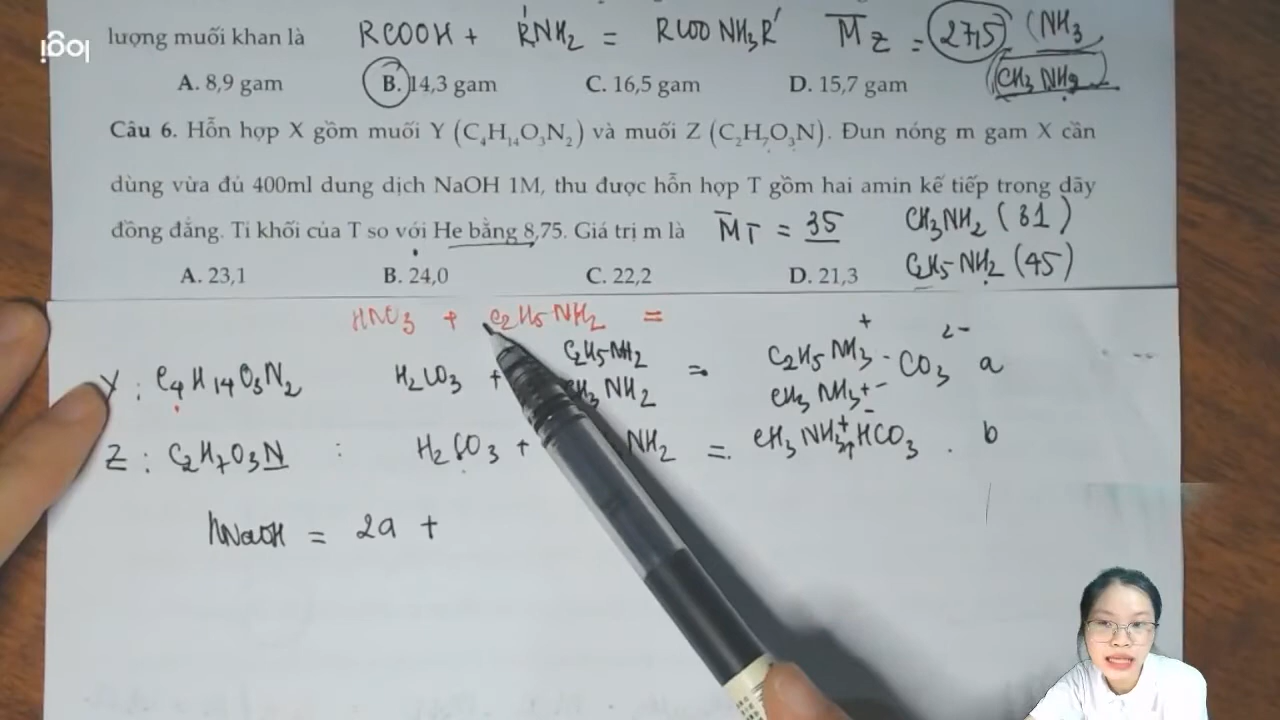 logi
lượng muối khan là RCOOH + R'NH₂ = RCOONH₃R' M̅z = 27,5 (NH₃
A. 8,9 gam B. 14,3 gam C. 16,5 gam D. 15,7 gam CH₃NH₂
Câu 6. Hỗn hợp X gồm muối Y (C₄H₁₄O₃N₂) và muối Z (C₂H₇O₃N). Đun nóng m gam X cần
dùng vừa đủ 400ml dung dịch NaOH 1M, thu được hỗn hợp T gồm hai amin kế tiếp trong dãy
đồng đẳng. Tỉ khối của T so với He bằng 8,75. Giá trị m là M̅T = 35 CH₃NH₂ (31)
C₂H₅NH₂ (45)
A. 23,1 B. 24,0 C. 22,2 D. 21,3
HNO₃ + C₂H₅NH₂ =
Y : C₄H₁₄O₃N₂ H₂CO₃ + C₂H₅NH₂ = C₂H₅NH₃⁺ - CO₃²⁻ a
NH₂ CH₃NH₃⁺
Z : C₂H₇O₃N : H₂CO₃ + NH₂ = CH₃NH₃⁺HCO₃⁻ . b
nNaOH = 2a +